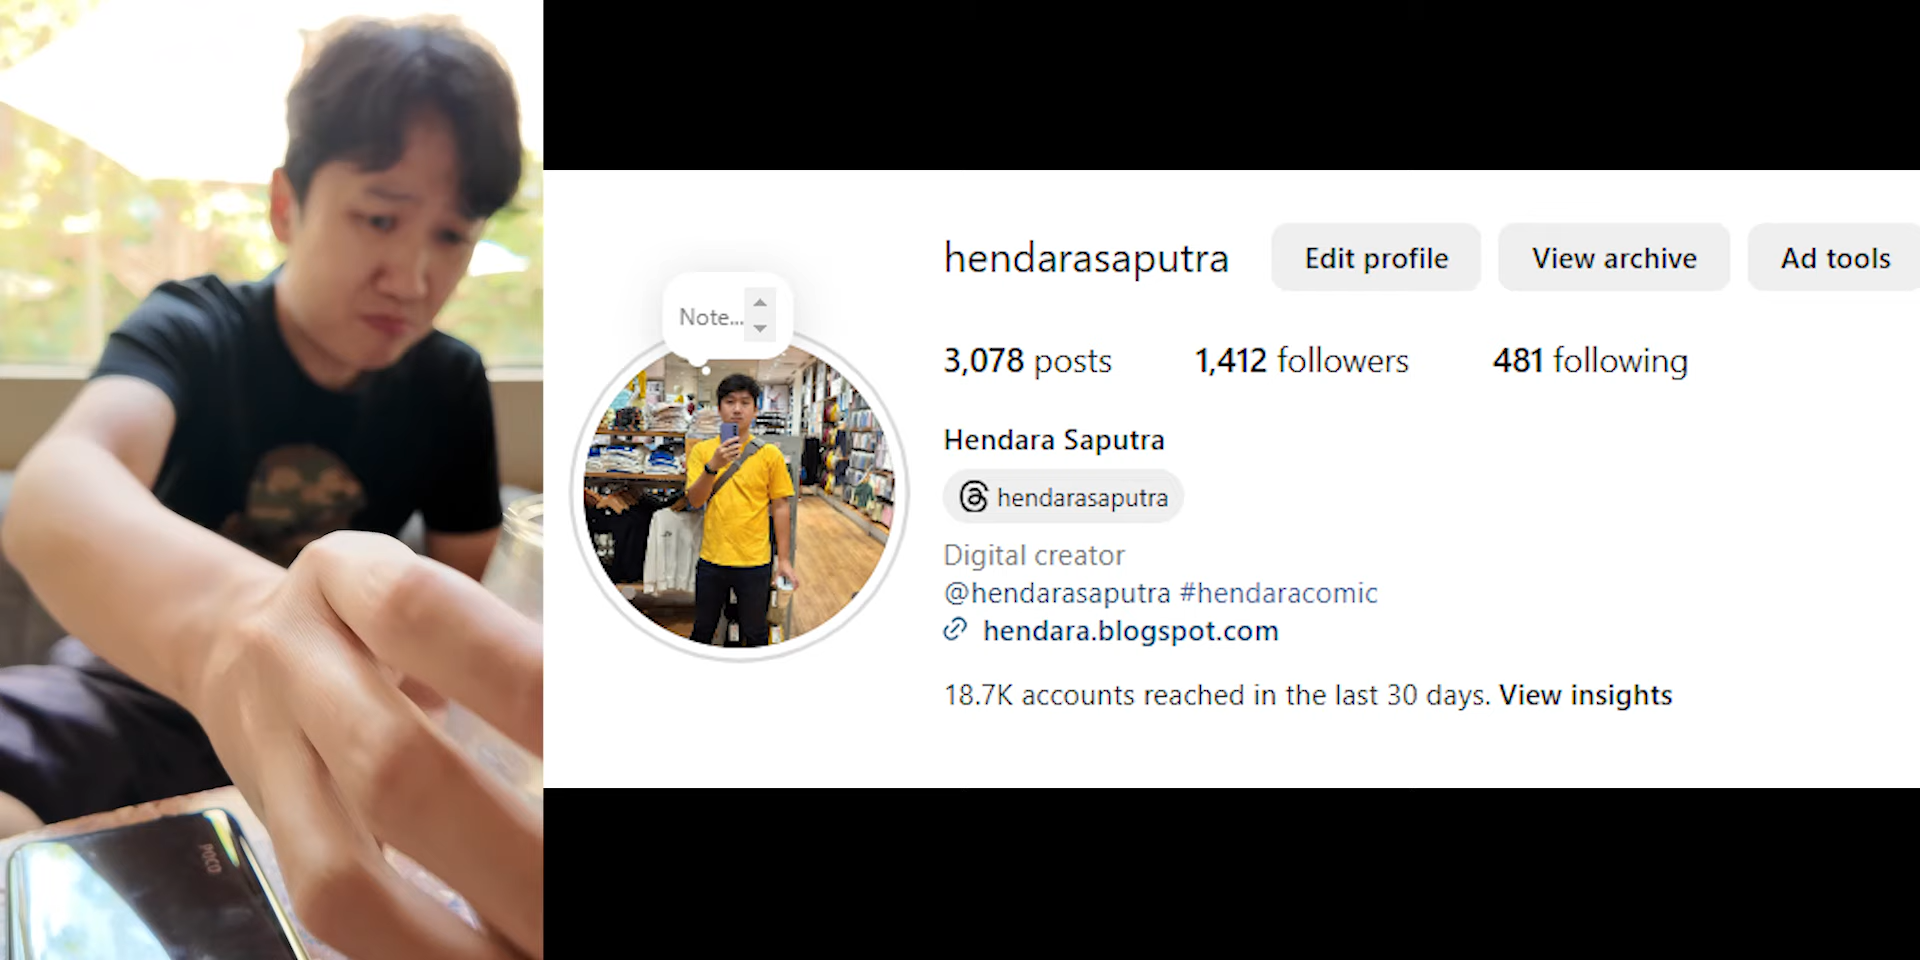 hendarasaputra Edit profile View archive Ad tools
Note...
3,078 posts 1,412 followers 481 following
Hendara Saputra
hendarasaputra
Digital creator
@hendarasaputra #hendaracomic
hendara.blogspot.com
18.7K accounts reached in the last 30 days. View insights
POCO